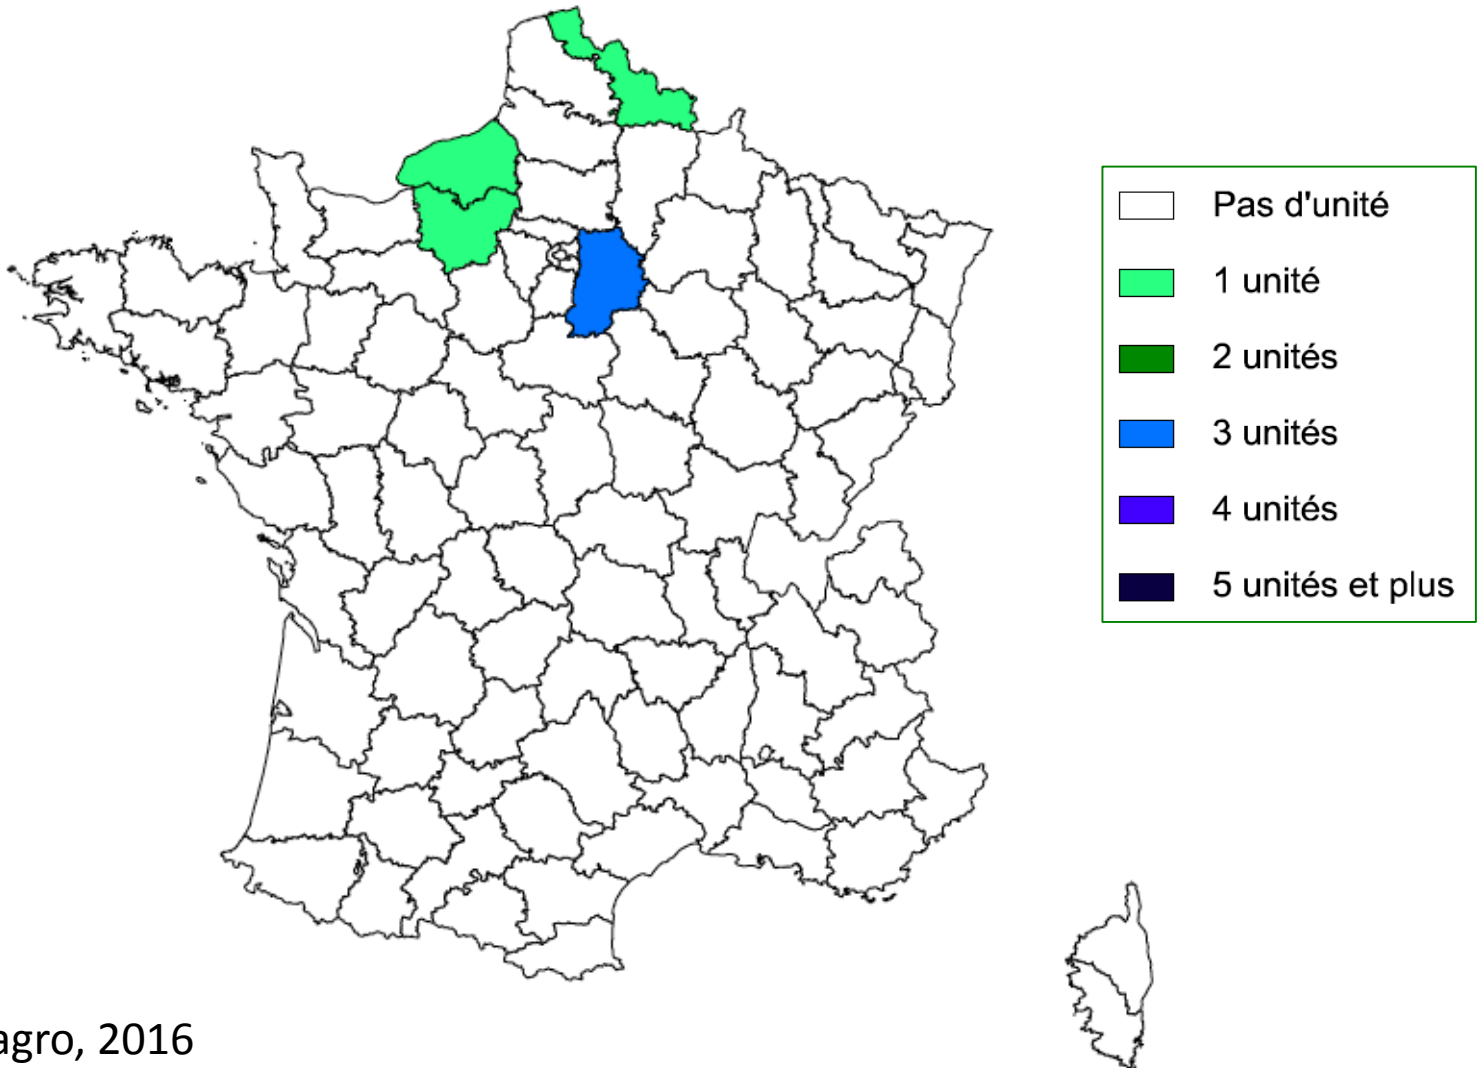 Pas d'unité
1 unité
2 unités
3 unités
4 unités
5 unités et plus
agro, 2016